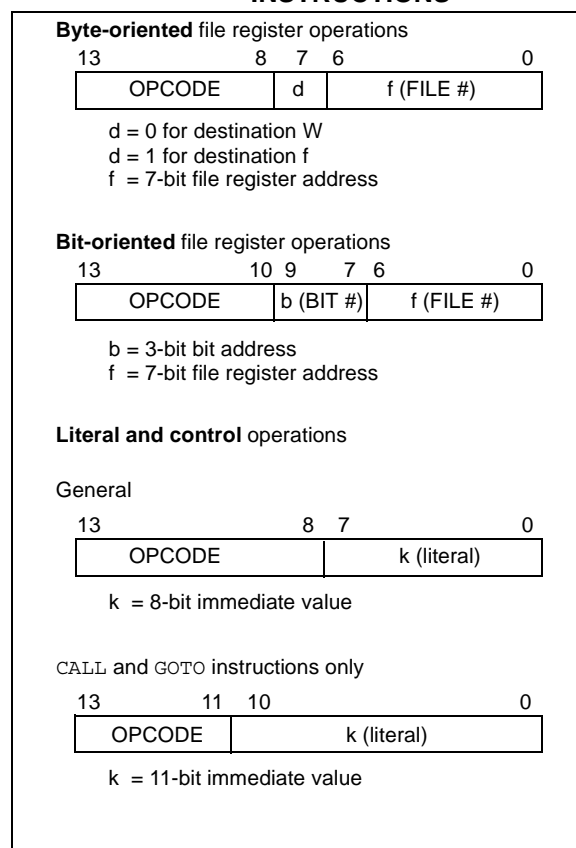 INSTRUCTIONS
Byte-oriented file register operations
13 8 7 6 0
OPCODE d f (FILE #)
d = 0 for destination W
d = 1 for destination f
f = 7-bit file register address
Bit-oriented file register operations
13 10 9 7 6 0
OPCODE b (BIT #) f (FILE #)
b = 3-bit bit address
f = 7-bit file register address
Literal and control operations
General
13 8 7 0
OPCODE k (literal)
k = 8-bit immediate value
CALL and GOTO instructions only
13 11 10 0
OPCODE k (literal)
k = 11-bit immediate value